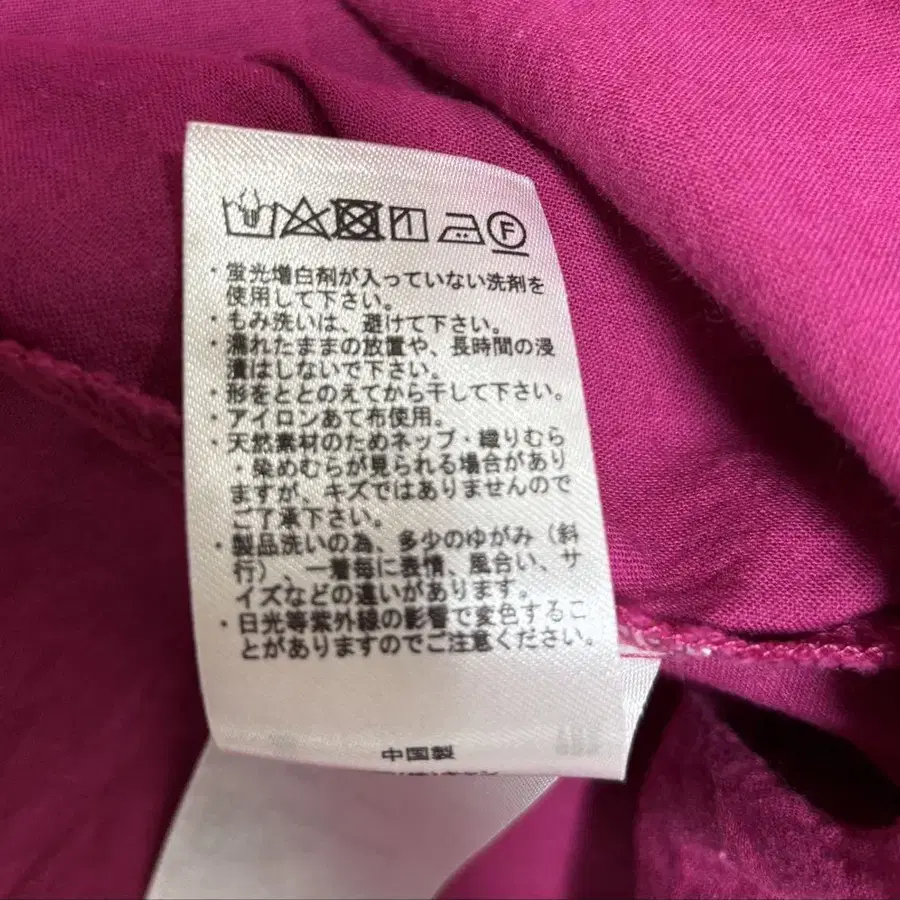 F
・蛍光増白剤が入っていない洗剤を
使用して下さい。
・もみ洗いは、避けて下さい。
・濡れたままの放置や、長時間の浸
漬はしないで下さい。
・形をととのえてから干して下さい。
・アイロンあて布使用。
・天然素材のためネップ・織りむら
・染めむらが見られる場合があり
ますが、キズではありませんので
ご了承下さい。
・製品洗いの為、多少のゆがみ（斜
行）、一着毎に表情、風合い、サ
イズなどの違いがあります。
・日光等紫外線の影響で変色するこ
とがありますのでご注意ください。
中国製